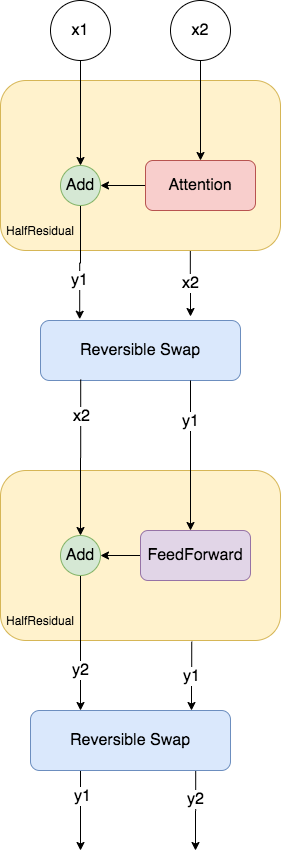 x1
x2
Add
Attention
HalfResidual
y1
x2
Reversible Swap
x2
y1
Add
FeedForward
HalfResidual
y2
y1
Reversible Swap
y1
y2